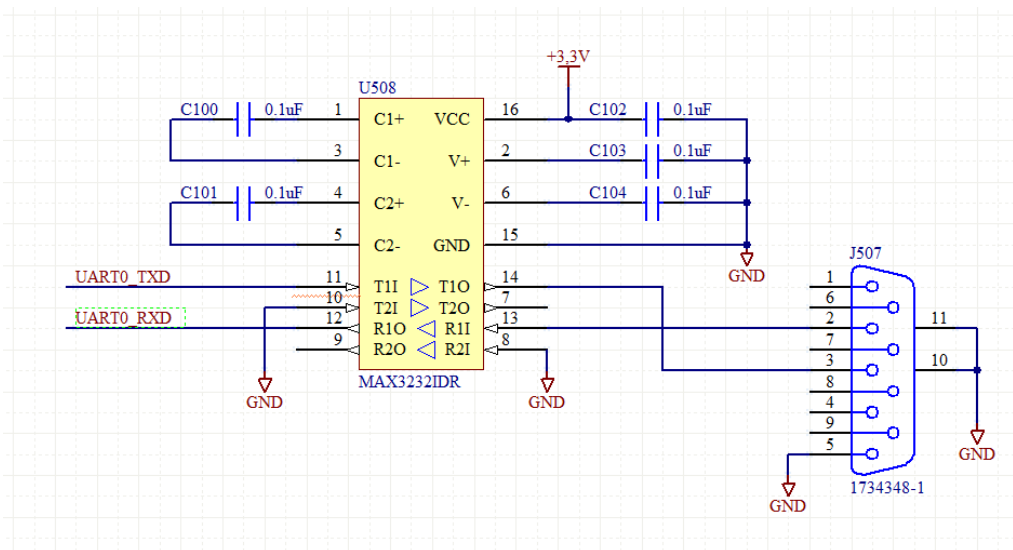 +3,3V
U508
C100 0.1uF 1 C1+ VCC 16 C102 0.1uF
3 C1- V+ 2 C103 0.1uF
C101 0.1uF 4 C2+ V- 6 C104 0.1uF
5 C2- GND 15
GND
J507
UART0_TXD 11 T1I T1O 14 1
10 T2I T2O 7 6
UART0_RXD 12 R1O R1I 13 2 11
9 R2O R2I 8 7
MAX3232IDR 3 10
GND GND 8
4
9
5 GND
1734348-1
GND